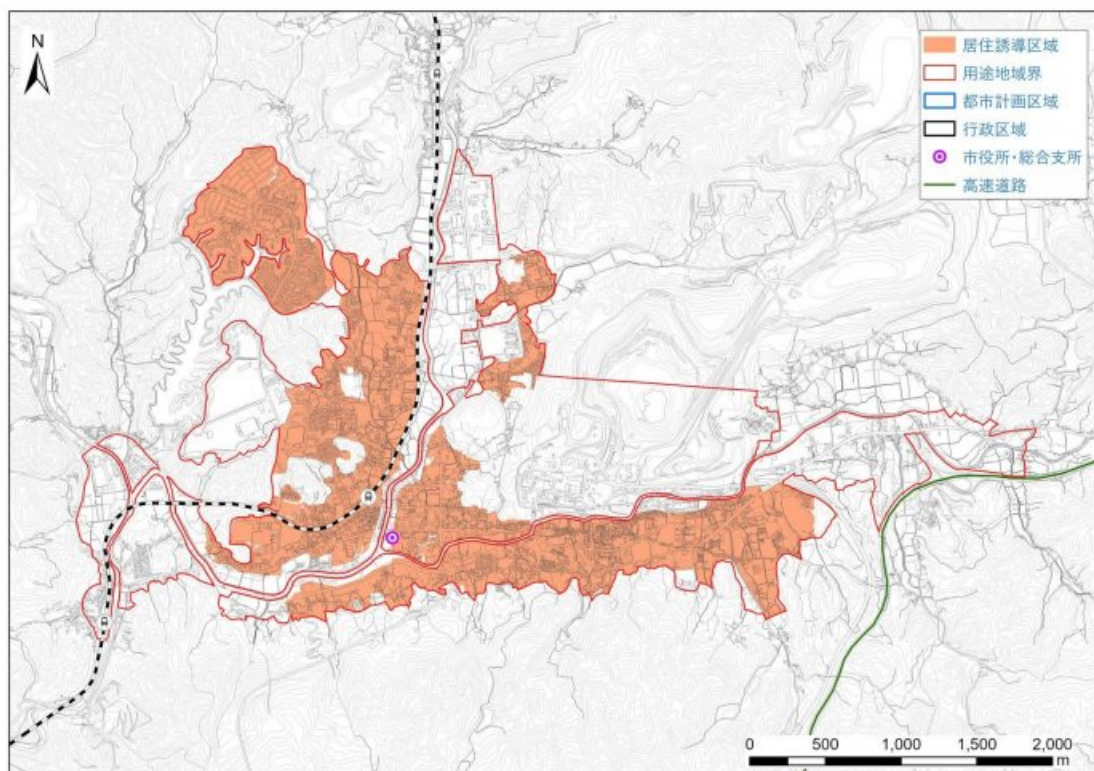 N
居住誘導区域
用途地域界
都市計画区域
行政区域
市役所・総合支所
高速道路
0 500 1,000 1,500 2,000
m